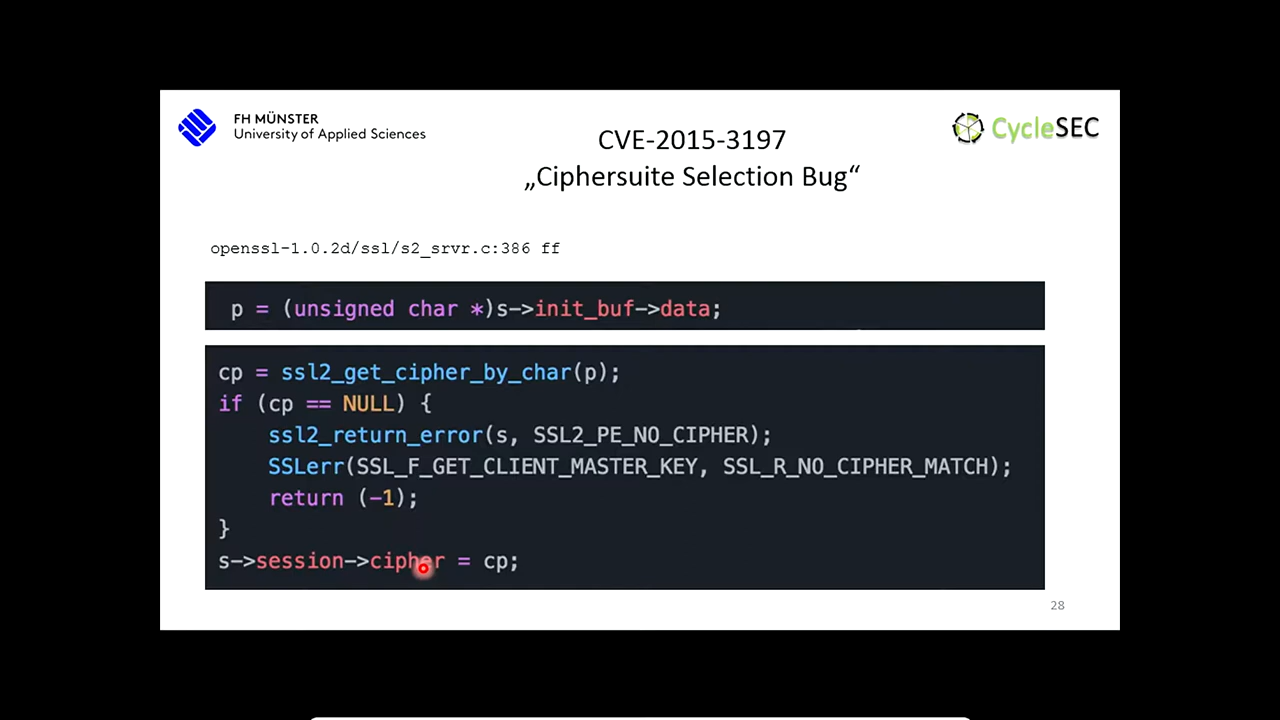 FH MÜNSTER
University of Applied Sciences
CycleSEC
CVE-2015-3197
„Ciphersuite Selection Bug“
openssl-1.0.2d/ssl/s2_srvr.c:386 ff
p = (unsigned char *)s->init_buf->data;
cp = ssl2_get_cipher_by_char(p);
if (cp == NULL) {
ssl2_return_error(s, SSL2_PE_NO_CIPHER);
SSLerr(SSL_F_GET_CLIENT_MASTER_KEY, SSL_R_NO_CIPHER_MATCH);
return (-1);
}
s->session->cipher = cp;
28